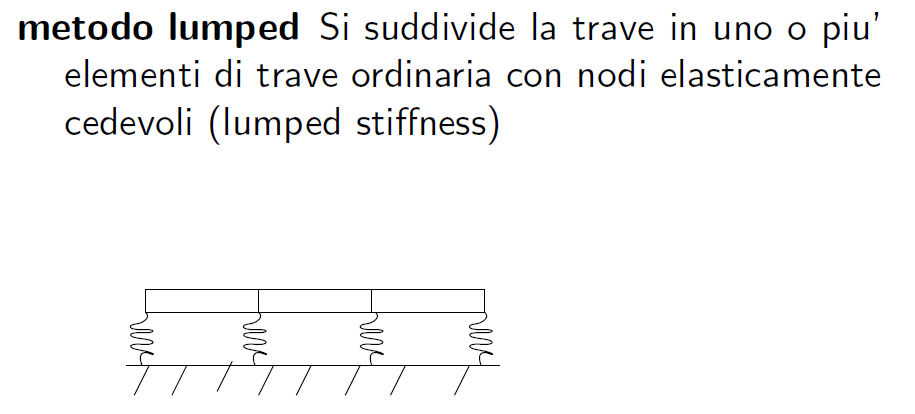 metodo lumped Si suddivide la trave in uno o piu'
elementi di trave ordinaria con nodi elasticamente
cedevoli (lumped stiffness)